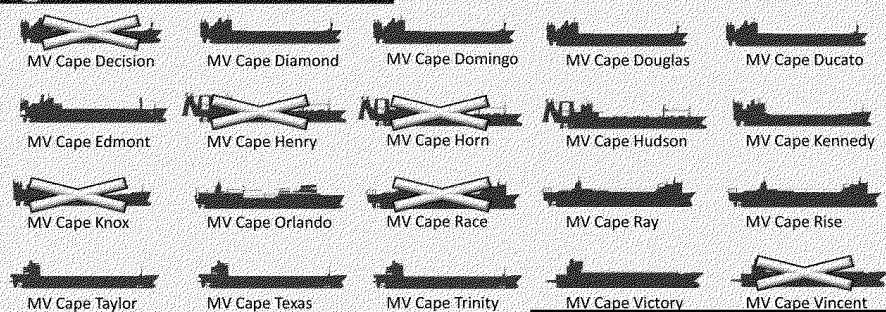 MV Cape Decision MV Cape Diamond MV Cape Domingo MV Cape Douglas MV Cape Ducato
MV Cape Edmont MV Cape Henry MV Cape Horn MV Cape Hudson MV Cape Kennedy
MV Cape Knox MV Cape Orlando MV Cape Race MV Cape Ray MV Cape Rise
MV Cape Taylor MV Cape Texas MV Cape Trinity MV Cape Victory MV Cape Vincent